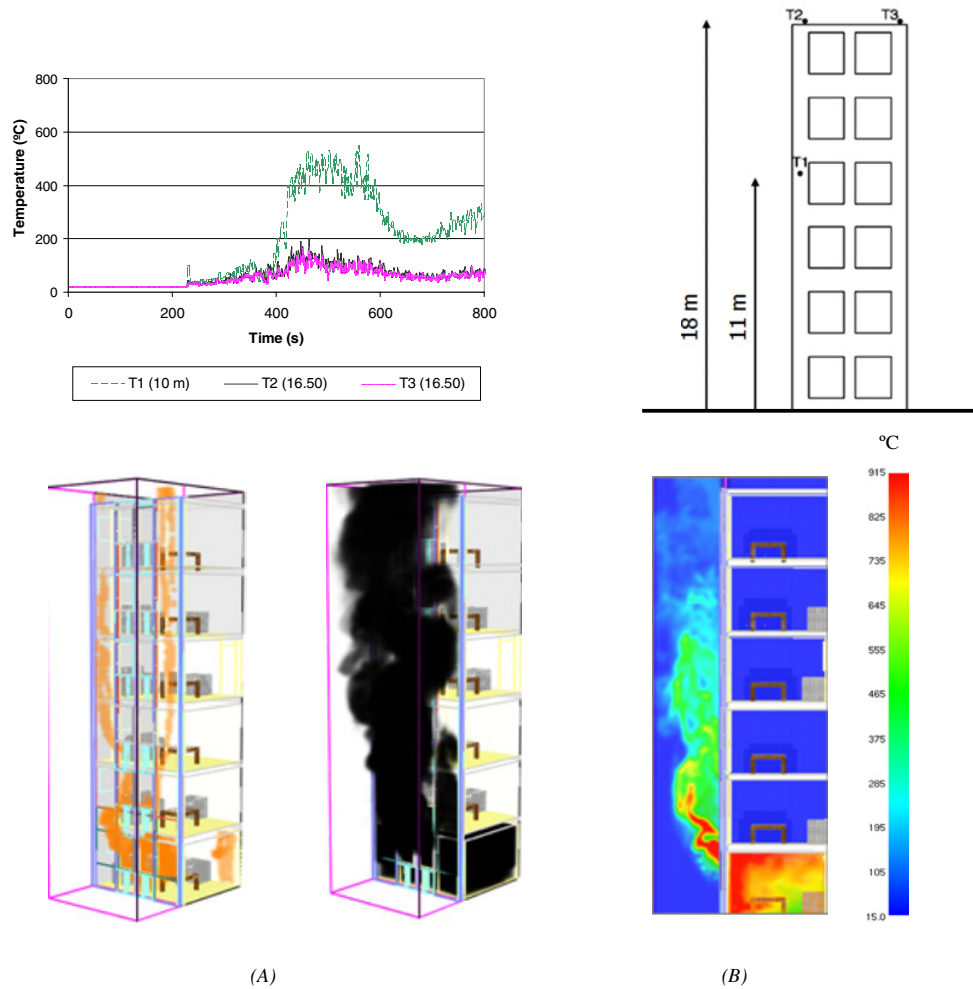 800
600
400
200
0
Temperature (ºC)
0 200 400 600 800
Time (s)
T1 (10 m) T2 (16.50) T3 (16.50)
T2 T3
T1
18 m
11 m
ºC
915
825
735
645
555
465
375
285
195
105
15.0
(A) (B)